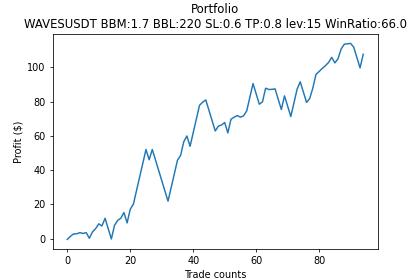 Portfolio
WAVESUSDT BBM:1.7 BBL:220 SL:0.6 TP:0.8 lev:15 WinRatio:66.0
Profit ($)
100
80
60
40
20
0
0 20 40 60 80
Trade counts